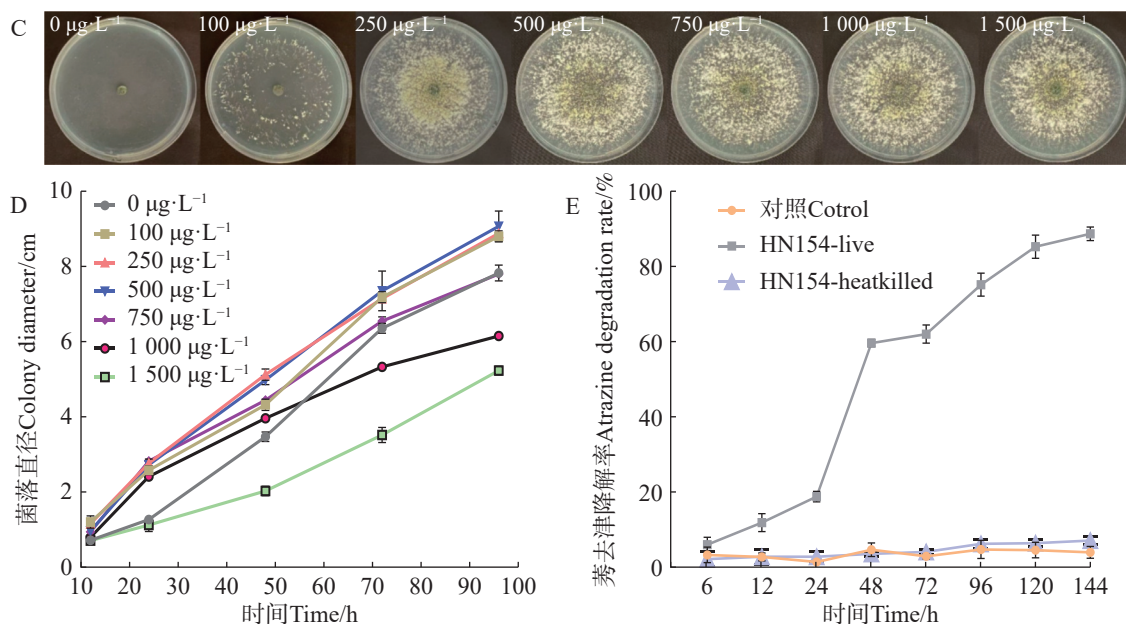 C
0 μg·L⁻¹ 100 μg·L⁻¹ 250 μg·L⁻¹ 500 μg·L⁻¹ 750 μg·L⁻¹ 1 000 μg·L⁻¹ 1 500 μg·L⁻¹
D
菌落直径Colony diameter/cm
10
8
6
4
2
0
0 μg·L⁻¹
100 μg·L⁻¹
250 μg·L⁻¹
500 μg·L⁻¹
750 μg·L⁻¹
1 000 μg·L⁻¹
1 500 μg·L⁻¹
10 20 30 40 50 60 70 80 90 100
时间Time/h
E
莠去津降解率Atrazine degradation rate/%
100
80
60
40
20
0
对照Cotrol
HN154-live
HN154-heatkilled
6 12 24 48 72 96 120 144
时间Time/h